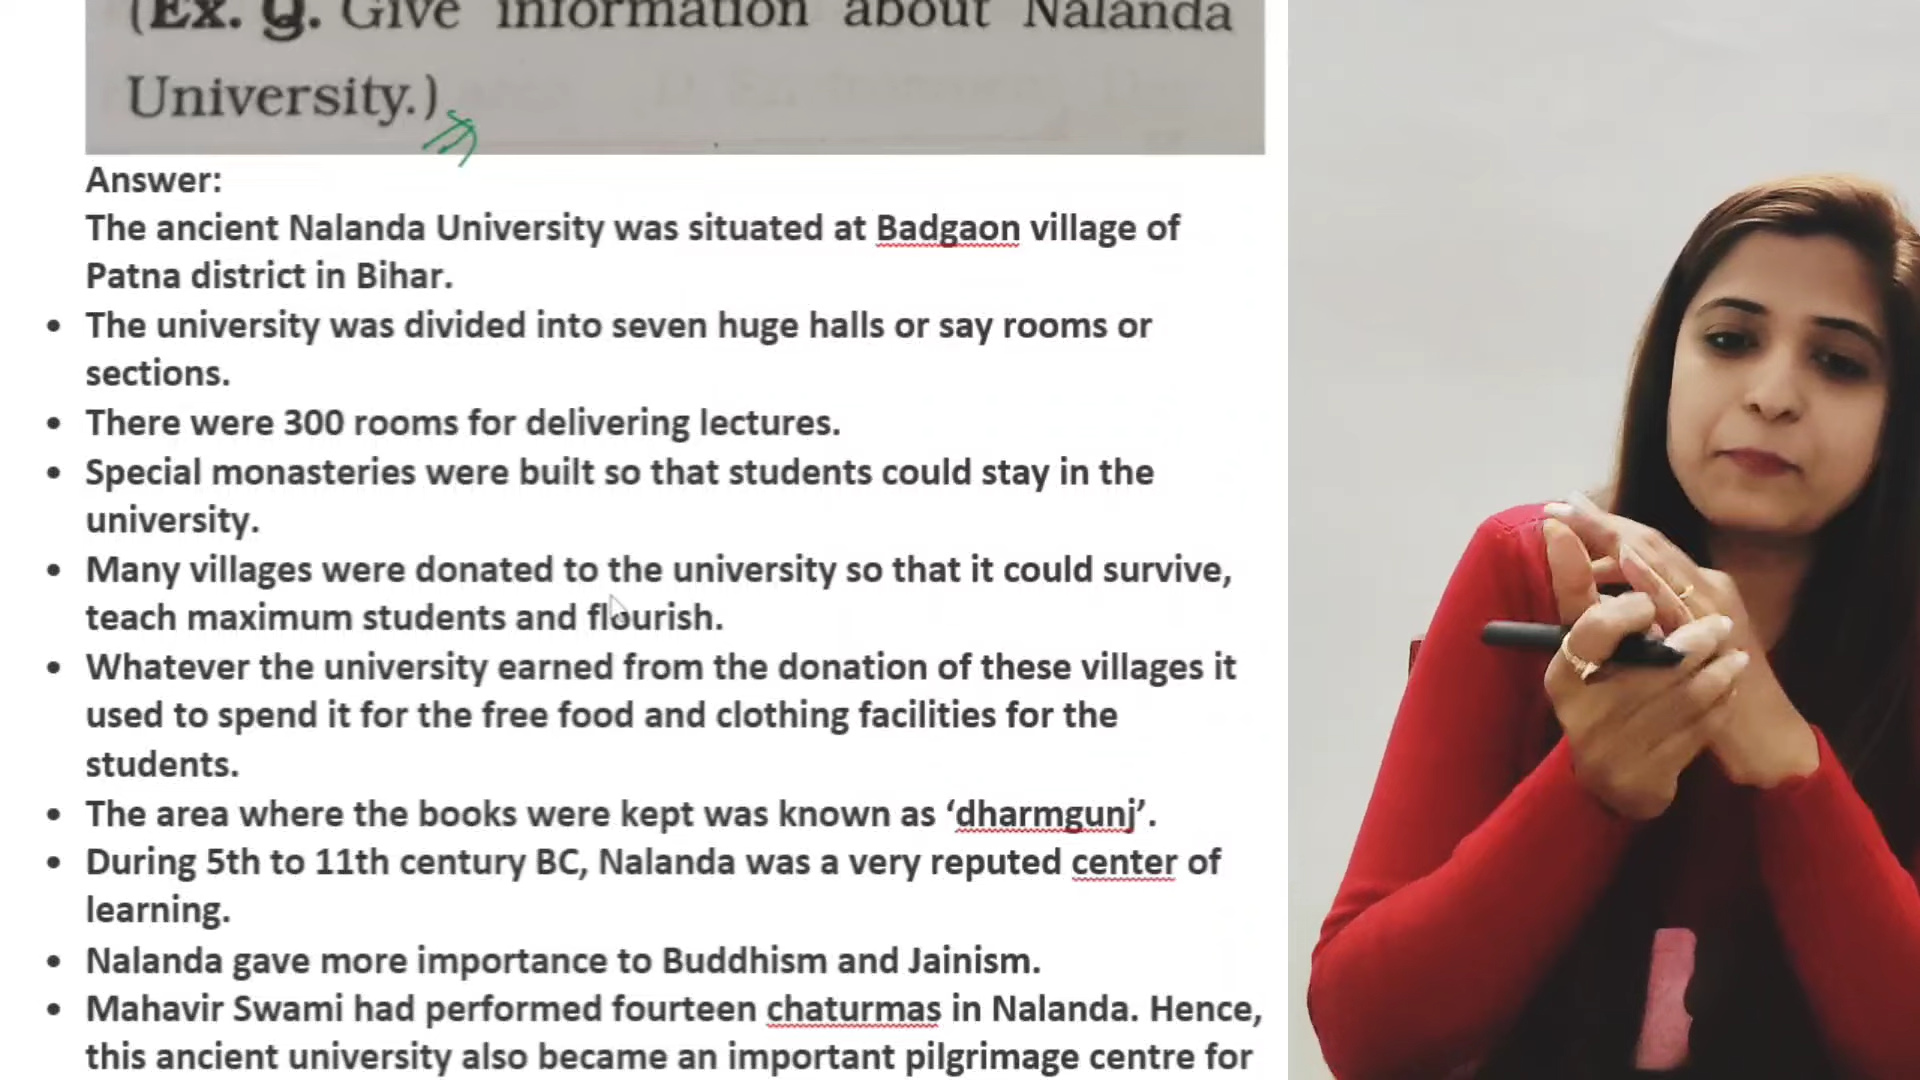 (Ex. Q. Give information about Nalanda
University.)
Answer:
The ancient Nalanda University was situated at Badgaon village of
Patna district in Bihar.
• The university was divided into seven huge halls or say rooms or
sections.
• There were 300 rooms for delivering lectures.
• Special monasteries were built so that students could stay in the
university.
• Many villages were donated to the university so that it could survive,
teach maximum students and flourish.
• Whatever the university earned from the donation of these villages it
used to spend it for the free food and clothing facilities for the
students.
• The area where the books were kept was known as ‘dharmgunj’.
• During 5th to 11th century BC, Nalanda was a very reputed center of
learning.
• Nalanda gave more importance to Buddhism and Jainism.
• Mahavir Swami had performed fourteen chaturmas in Nalanda. Hence,
this ancient university also became an important pilgrimage centre for